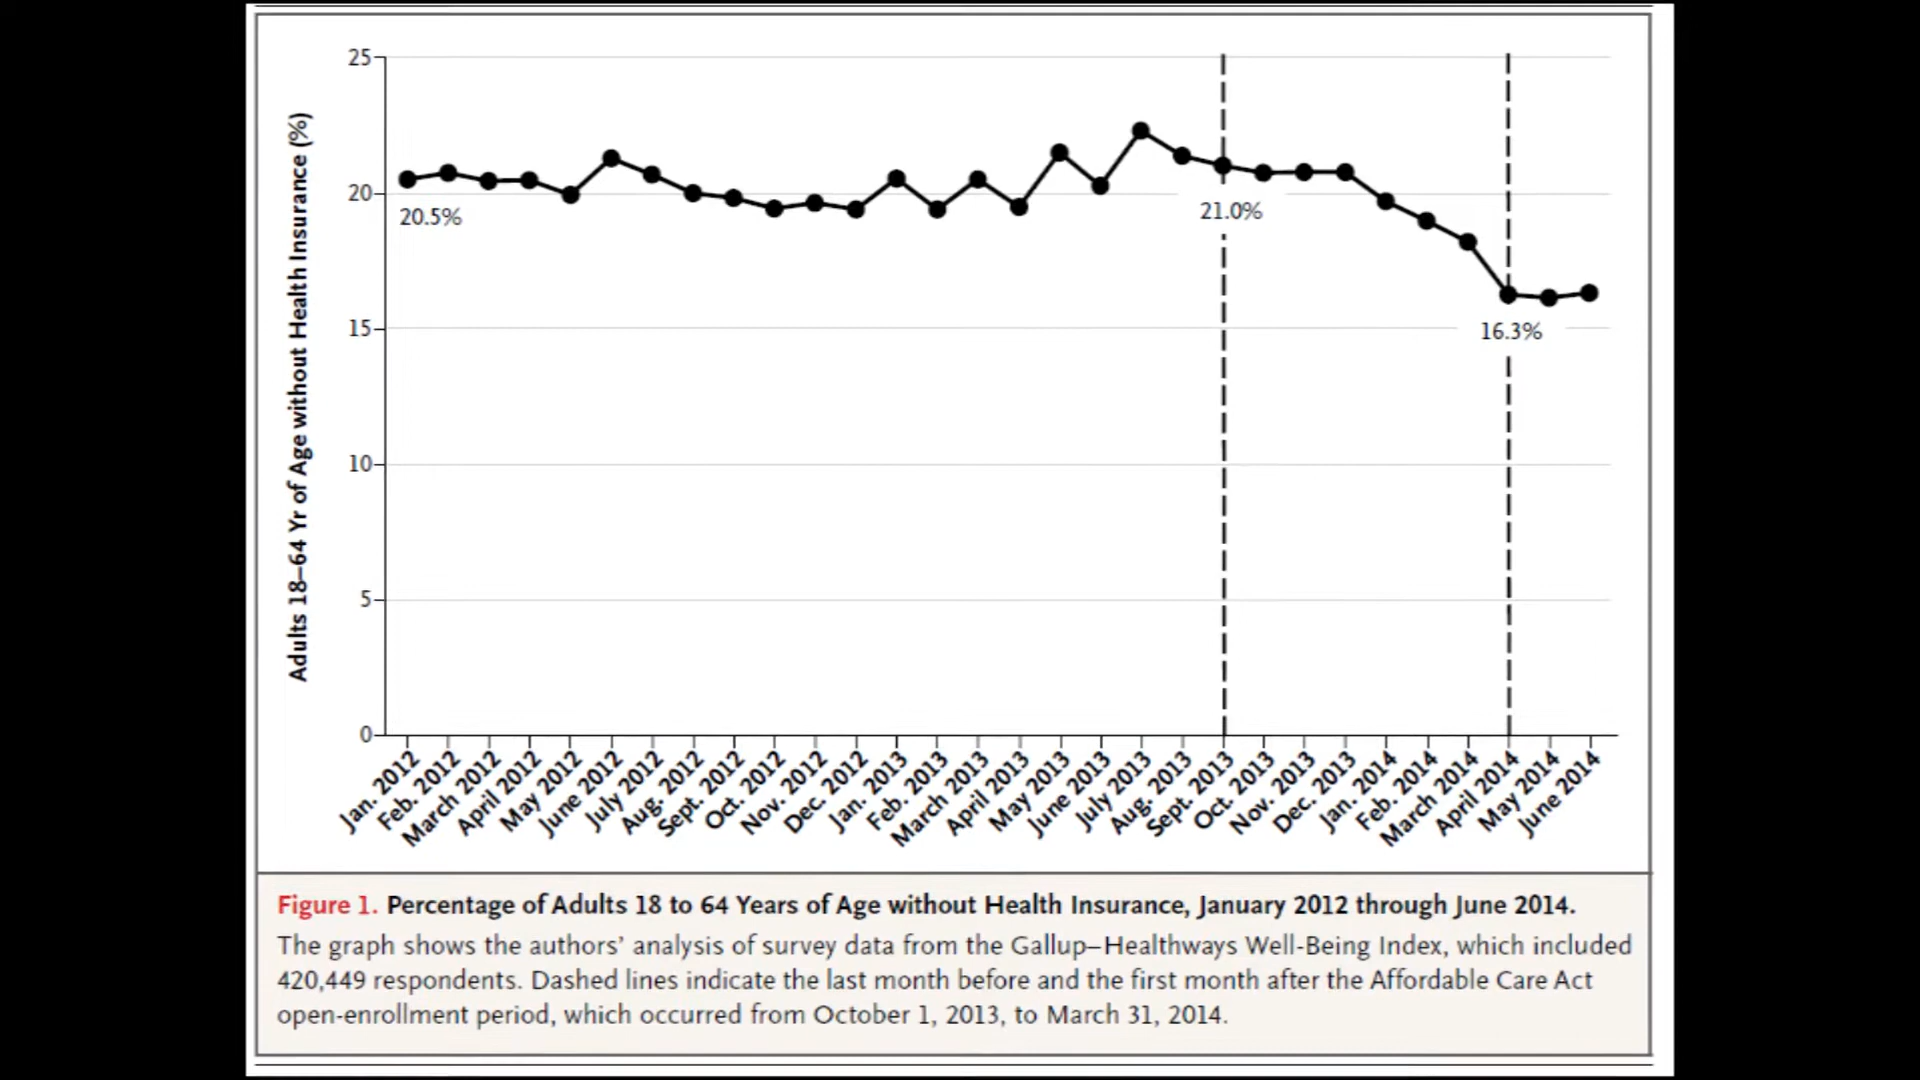 Adults 18–64 Yr of Age without Health Insurance (%)
25
20
15
10
5
0
20.5%
21.0%
16.3%
Jan. 2012
Feb. 2012
March 2012
April 2012
May 2012
June 2012
July 2012
Aug. 2012
Sept. 2012
Oct. 2012
Nov. 2012
Dec. 2012
Jan. 2013
Feb. 2013
March 2013
April 2013
May 2013
June 2013
July 2013
Aug. 2013
Sept. 2013
Oct. 2013
Nov. 2013
Dec. 2013
Jan. 2014
Feb. 2014
March 2014
April 2014
May 2014
June 2014
Figure 1. Percentage of Adults 18 to 64 Years of Age without Health Insurance, January 2012 through June 2014.
The graph shows the authors’ analysis of survey data from the Gallup–Healthways Well-Being Index, which included
420,449 respondents. Dashed lines indicate the last month before and the first month after the Affordable Care Act
open-enrollment period, which occurred from October 1, 2013, to March 31, 2014.